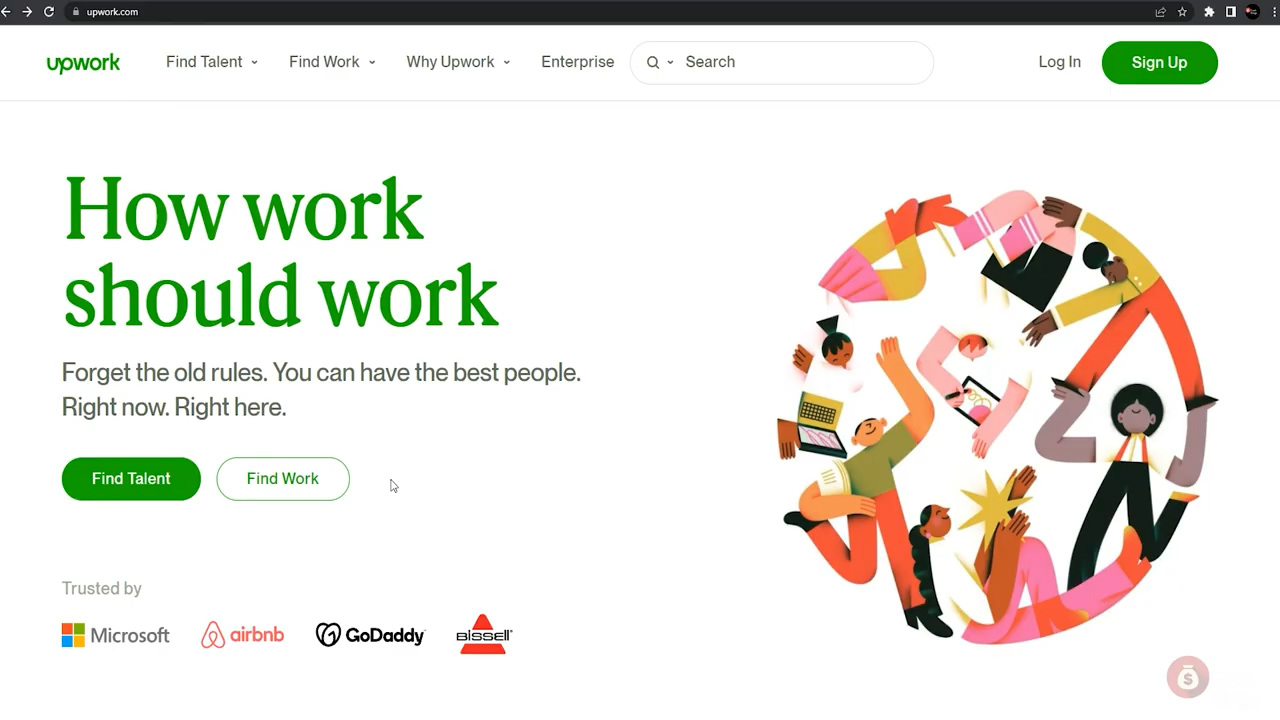 upwork.com
upwork
Find Talent
Find Work
Why Upwork
Enterprise
Search
Log In
Sign Up
How work
should work
Forget the old rules. You can have the best people.
Right now. Right here.
Find Talent
Find Work
Trusted by
Microsoft
airbnb
GoDaddy
BISSELL
$